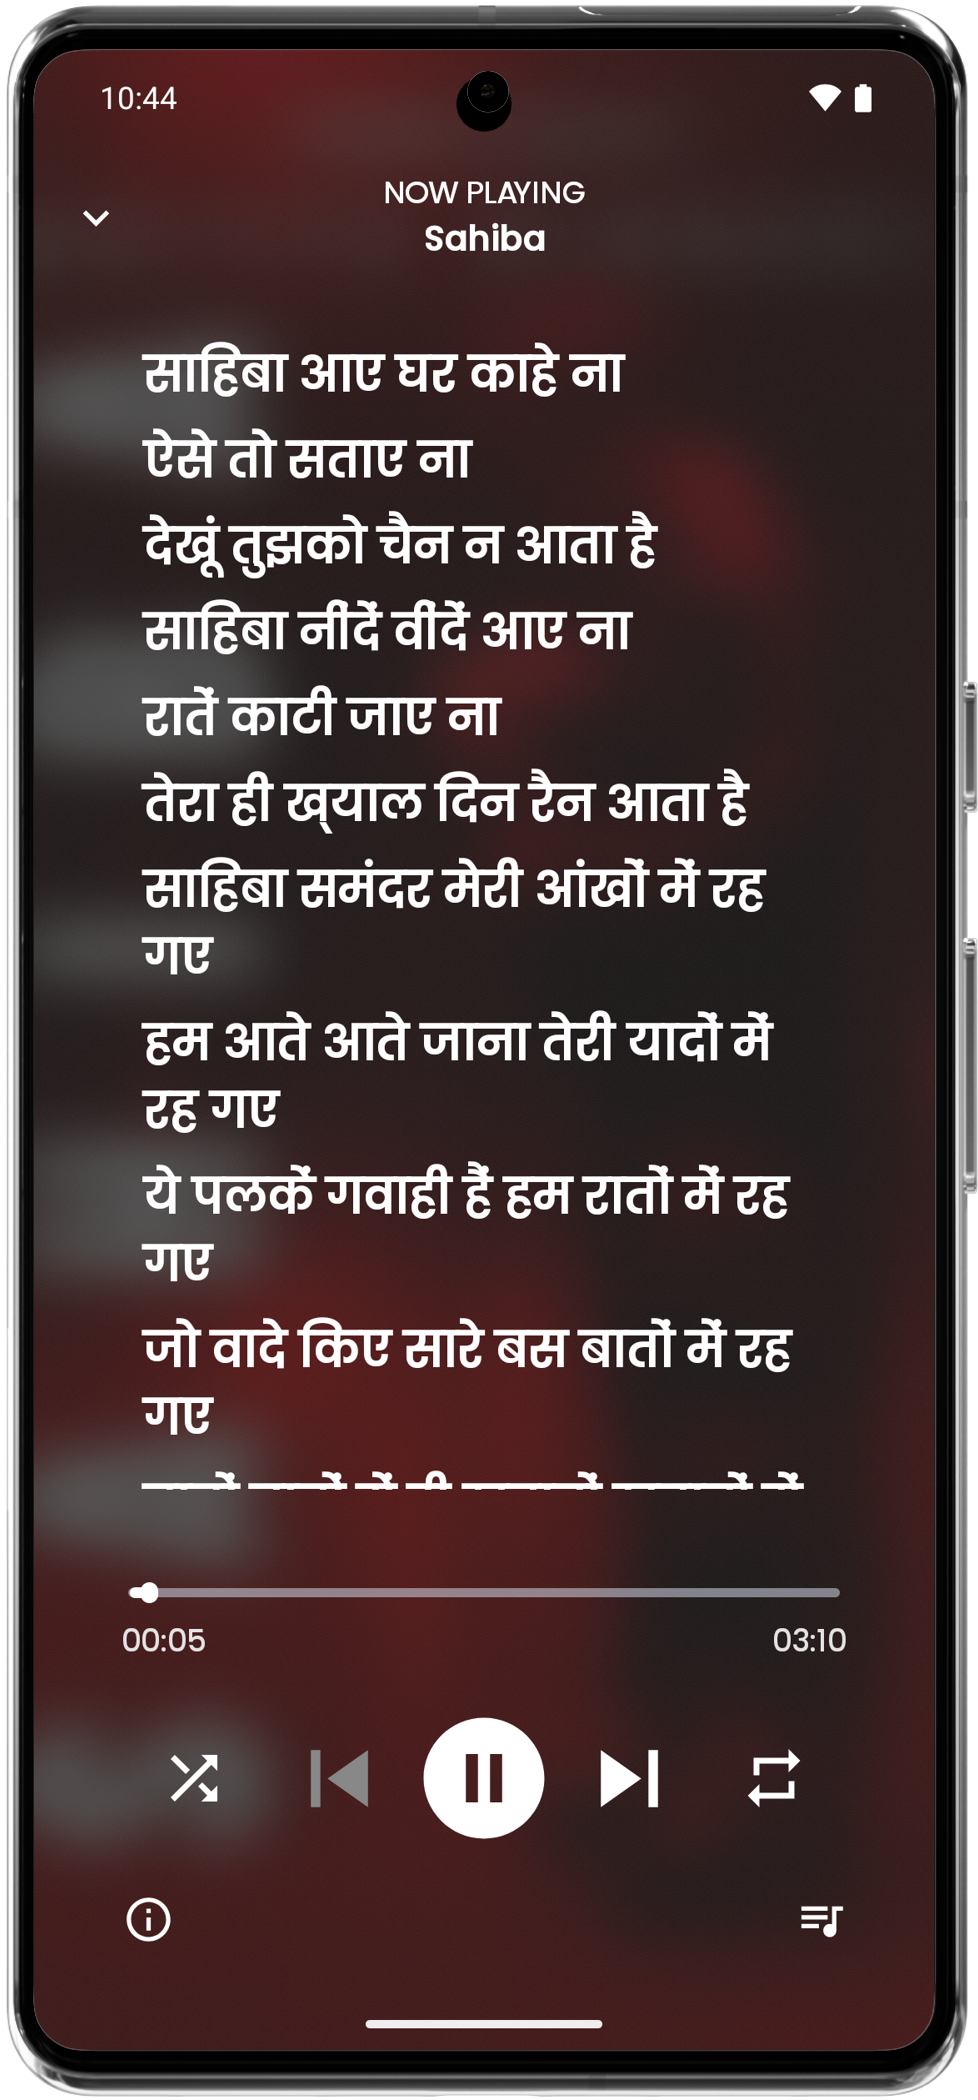 10:44
NOW PLAYING
Sahiba
साहिबा आए घर काहे ना
ऐसे तो सताए ना
देखूं तुझको चैन न आता है
साहिबा नींदें वींदें आए ना
रातें काटी जाए ना
तेरा ही ख़्याल दिन रैन आता है
साहिबा समंदर मेरी आंखों में रह
गए
हम आते आते जाना तेरी यादों में
रह गए
ये पलकें गवाही हैं हम रातों में रह
गए
जो वादे किए सारे बस बातों में रह
गए
00:05
03:10